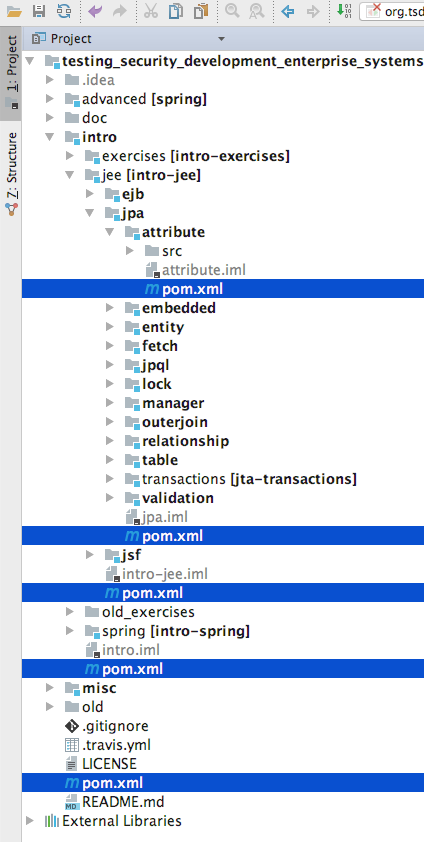 org.tsd
Project
testing_security_development_enterprise_systems
.idea
advanced [spring]
doc
intro
exercises [intro-exercises]
jee [intro-jee]
ejb
jpa
attribute
src
attribute.iml
pom.xml
embedded
entity
fetch
jpql
lock
manager
outerjoin
relationship
table
transactions [jta-transactions]
validation
jpa.iml
pom.xml
jsf
intro-jee.iml
pom.xml
old_exercises
spring [intro-spring]
intro.iml
pom.xml
misc
old
.gitignore
.travis.yml
LICENSE
pom.xml
README.md
External Libraries
1: Project
Z: Structure